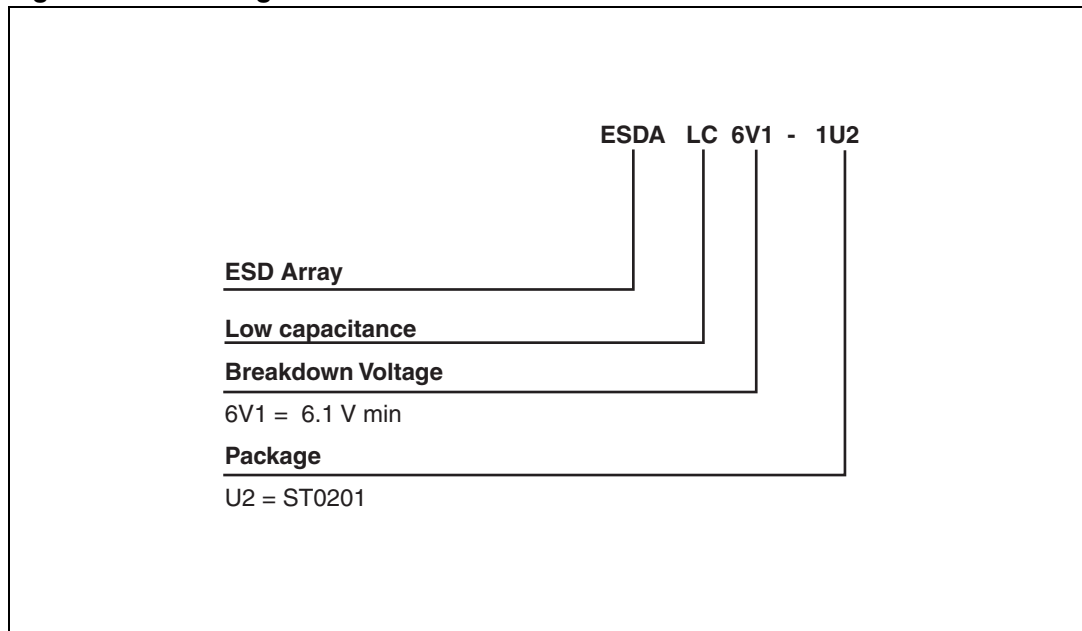 ESDA LC 6V1 - 1U2
ESD Array
Low capacitance
Breakdown Voltage
6V1 = 6.1 V min
Package
U2 = ST0201